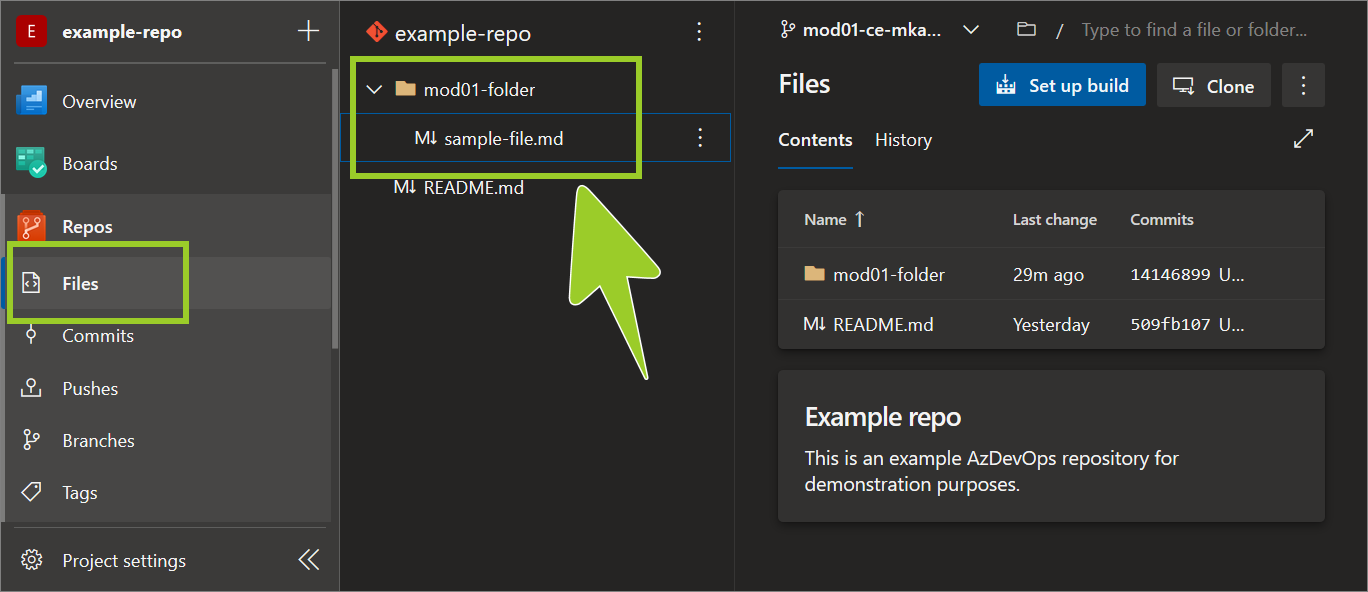 E example-repo
Overview
Boards
Repos
Files
Commits
Pushes
Branches
Tags
Project settings
example-repo
mod01-folder
M↓ sample-file.md
M↓ README.md
mod01-ce-mka... / Type to find a file or folder...
Files
Set up build
Clone
Contents History
Name ↑ Last change Commits
mod01-folder 29m ago 14146899 U...
M↓ README.md Yesterday 509fb107 U...
Example repo
This is an example AzDevOps repository for
demonstration purposes.